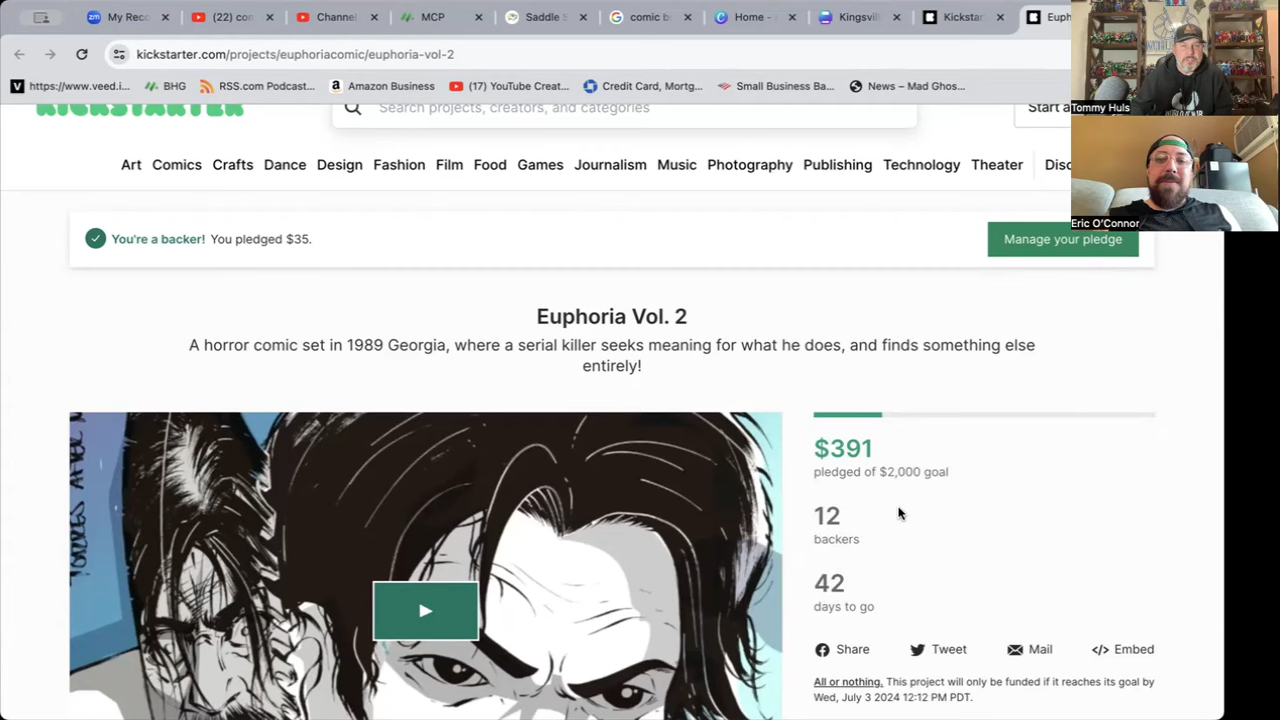 My Reco
(22) con
Channel
MCP
Saddle S
comic b
Home -
Kingsvill
Kickstar
Euph
kickstarter.com/projects/euphoriacomic/euphoria-vol-2
https://www.veed.i...
BHG
RSS.com Podcast...
Amazon Business
(17) YouTube Creat...
Credit Card, Mortg...
Small Business Ba...
News – Mad Ghos...
Tommy Huls
KICKSTARTER
Search projects, creators, and categories
Start a
Art Comics Crafts Dance Design Fashion Film Food Games Journalism Music Photography Publishing Technology Theater Disc
Eric O'Connor
You're a backer! You pledged $35.
Manage your pledge
Euphoria Vol. 2
A horror comic set in 1989 Georgia, where a serial killer seeks meaning for what he does, and finds something else
entirely!
$391
pledged of $2,000 goal
12
backers
42
days to go
Share
Tweet
Mail
Embed
All or nothing. This project will only be funded if it reaches its goal by
Wed, July 3 2024 12:12 PM PDT.